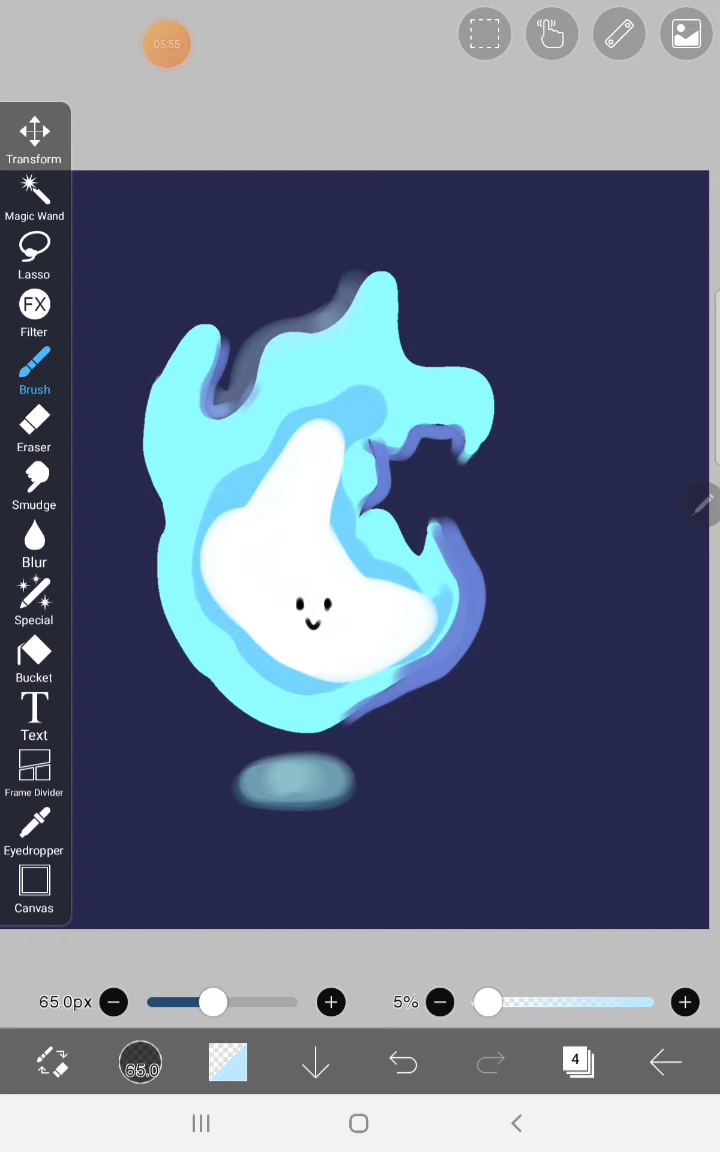 05:55
Transform
Magic Wand
Lasso
FX
Filter
Brush
Eraser
Smudge
Blur
Special
Bucket
T
Text
Frame Divider
Eyedropper
Canvas
65.0px
5%
65.0
4